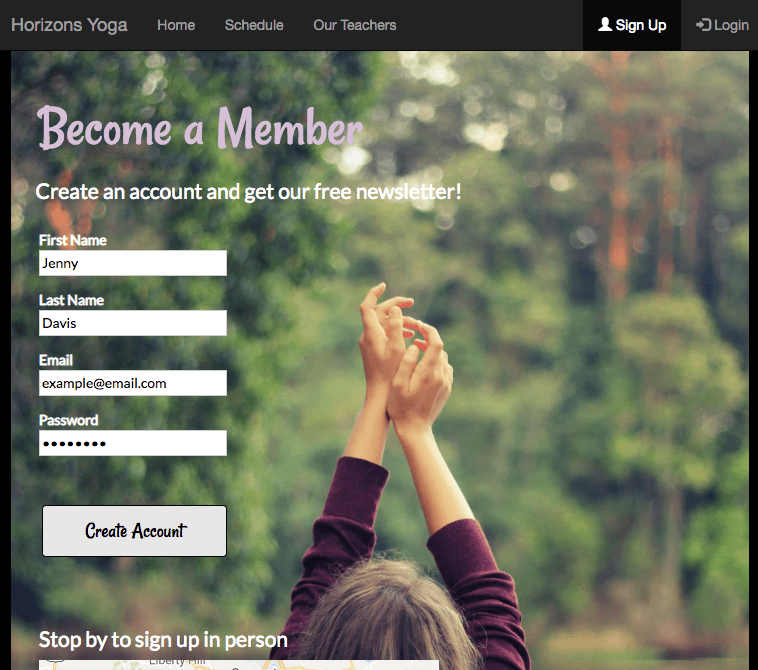 Horizons Yoga Home Schedule Our Teachers Sign Up Login
Become a Member
Create an account and get our free newsletter!
First Name
Jenny
Last Name
Davis
Email
example@email.com
Password
••••••••
Create Account
Stop by to sign up in person
Liberty Hill